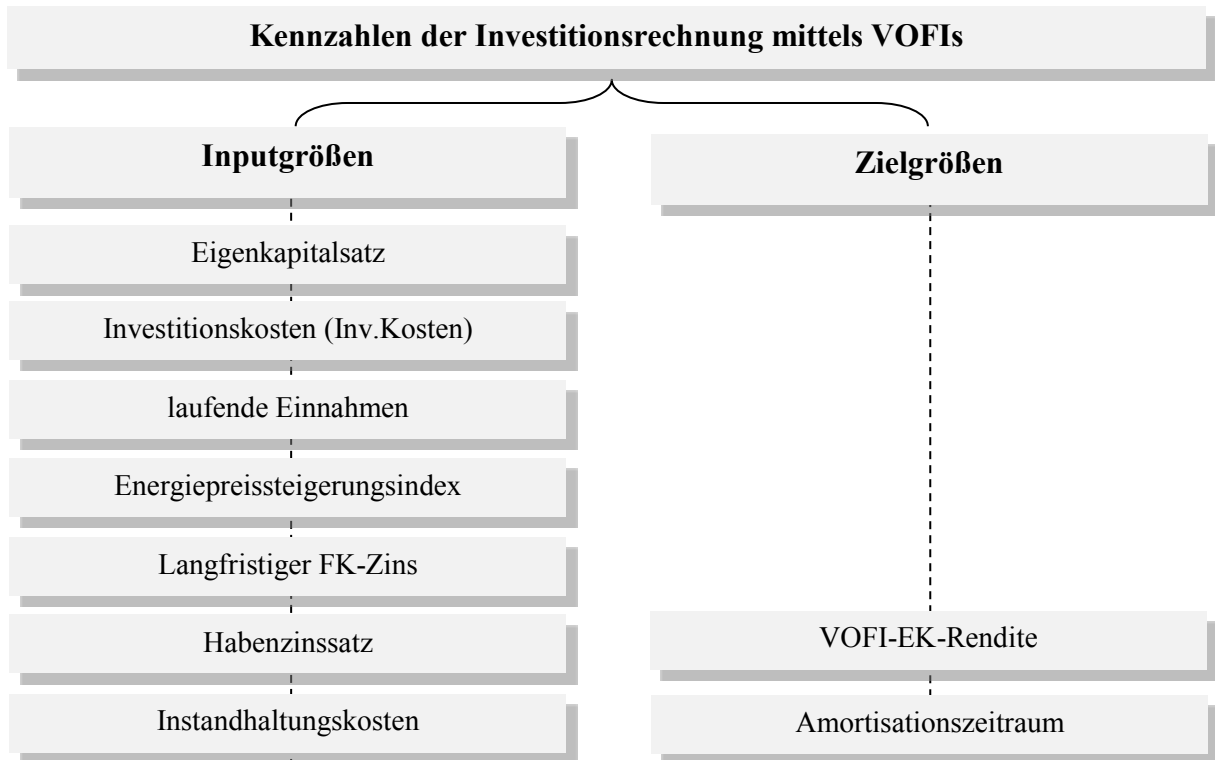 Kennzahlen der Investitionsrechnung mittels VOFIs
Inputgrößen
Eigenkapitalsatz
Investitionskosten (Inv.Kosten)
laufende Einnahmen
Energiepreissteigerungsindex
Langfristiger FK-Zins
Habenzinssatz
Instandhaltungskosten
Zielgrößen
VOFI-EK-Rendite
Amortisationszeitraum